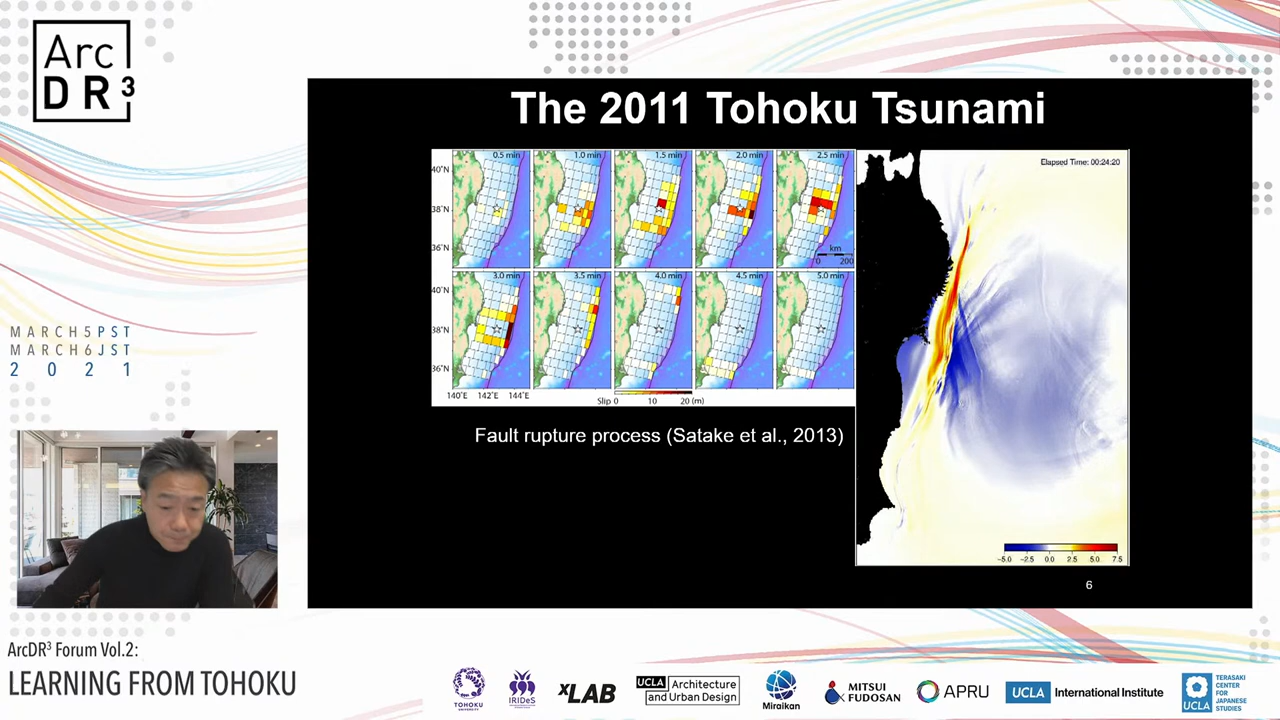 Arc
DR³
MARCH5PST
MARCH6JST
2021
The 2011 Tohoku Tsunami
0.5 min
1.0 min
1.5 min
2.0 min
2.5 min
40˚N
38˚N
36˚N
km
0 200
3.0 min
3.5 min
4.0 min
4.5 min
5.0 min
40˚N
38˚N
36˚N
140˚E 142˚E 144˚E
Slip 0 10 20 (m)
Fault rupture process (Satake et al., 2013)
Elapsed Time: 00:24:20
-5.0 -2.5 0.0 2.5 5.0 7.5
6
ArcDR³ Forum Vol.2:
LEARNING FROM TOHOKU
TOHOKU
UNIVERSITY
IRIDeS
xLAB
UCLA Architecture
and Urban Design
Miraikan
MITSUI
FUDOSAN
APRU
UCLA International Institute
UCLA
TERASAKI
CENTER
FOR
JAPANESE
STUDIES